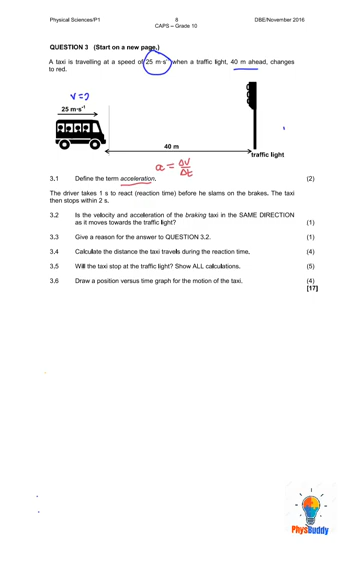 Physical Sciences/P1 8 DBE/November 2016
CAPS – Grade 10
QUESTION 3 (Start on a new page.)
A taxi is travelling at a speed of 25 m·s⁻¹ when a traffic light, 40 m ahead, changes
to red.
v = ?
25 m·s⁻¹
40 m
traffic light
a = Δv/Δt
3.1 Define the term acceleration. (2)
The driver takes 1 s to react (reaction time) before he slams on the brakes. The taxi
then stops within 2 s.
3.2 Is the velocity and acceleration of the braking taxi in the SAME DIRECTION
as it moves towards the traffic light? (1)
3.3 Give a reason for the answer to QUESTION 3.2. (1)
3.4 Calculate the distance the taxi travels during the reaction time. (4)
3.5 Will the taxi stop at the traffic light? Show ALL calculations. (5)
3.6 Draw a position versus time graph for the motion of the taxi. (4)
[17]
PhysBuddy